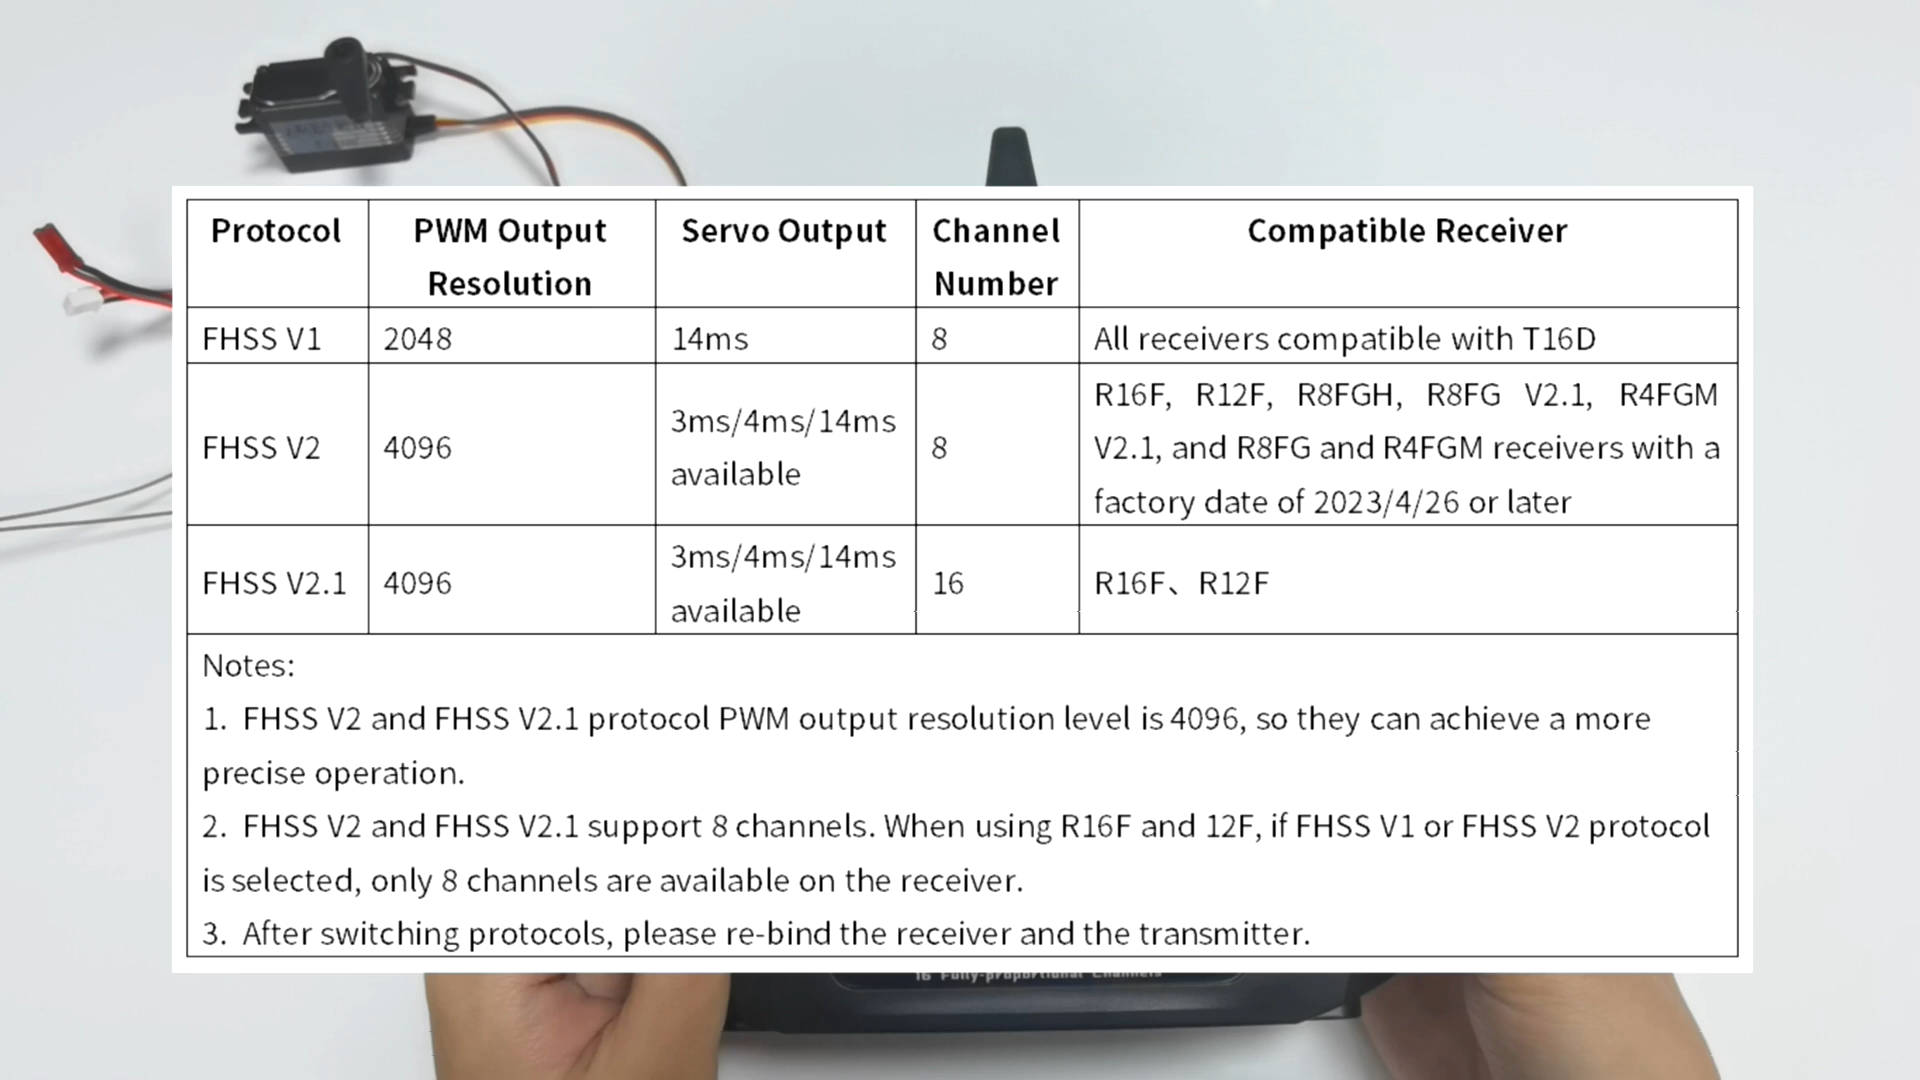 Protocol PWM Output Resolution Servo Output Channel Number Compatible Receiver
FHSS V1 2048 14ms 8 All receivers compatible with T16D
FHSS V2 4096 3ms/4ms/14ms available 8 R16F, R12F, R8FGH, R8FG V2.1, R4FGM
V2.1, and R8FG and R4FGM receivers with a
factory date of 2023/4/26 or later
FHSS V2.1 4096 3ms/4ms/14ms available 16 R16F、R12F
Notes:
1. FHSS V2 and FHSS V2.1 protocol PWM output resolution level is 4096, so they can achieve a more
precise operation.
2. FHSS V2 and FHSS V2.1 support 8 channels. When using R16F and 12F, if FHSS V1 or FHSS V2 protocol
is selected, only 8 channels are available on the receiver.
3. After switching protocols, please re-bind the receiver and the transmitter.
16 Fully-proportional Channels